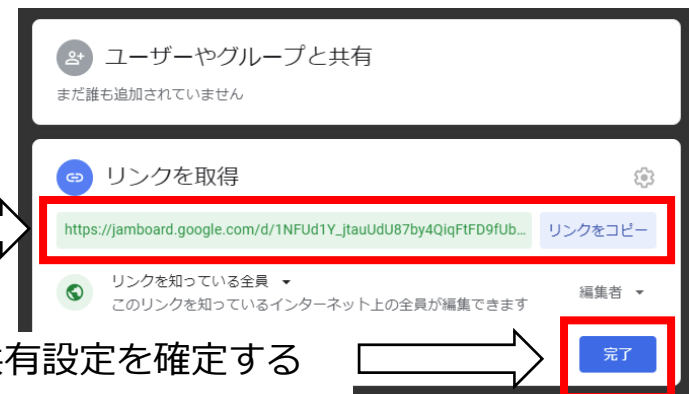 ユーザーやグループと共有
まだ誰も追加されていません
リンクを取得
https://jamboard.google.com/d/1NFUd1Y_jtauUdU87by4QiqFtFD9fUb... リンクをコピー
リンクを知っている全員
このリンクを知っているインターネット上の全員が編集できます 編集者
有設定を確定する 完了